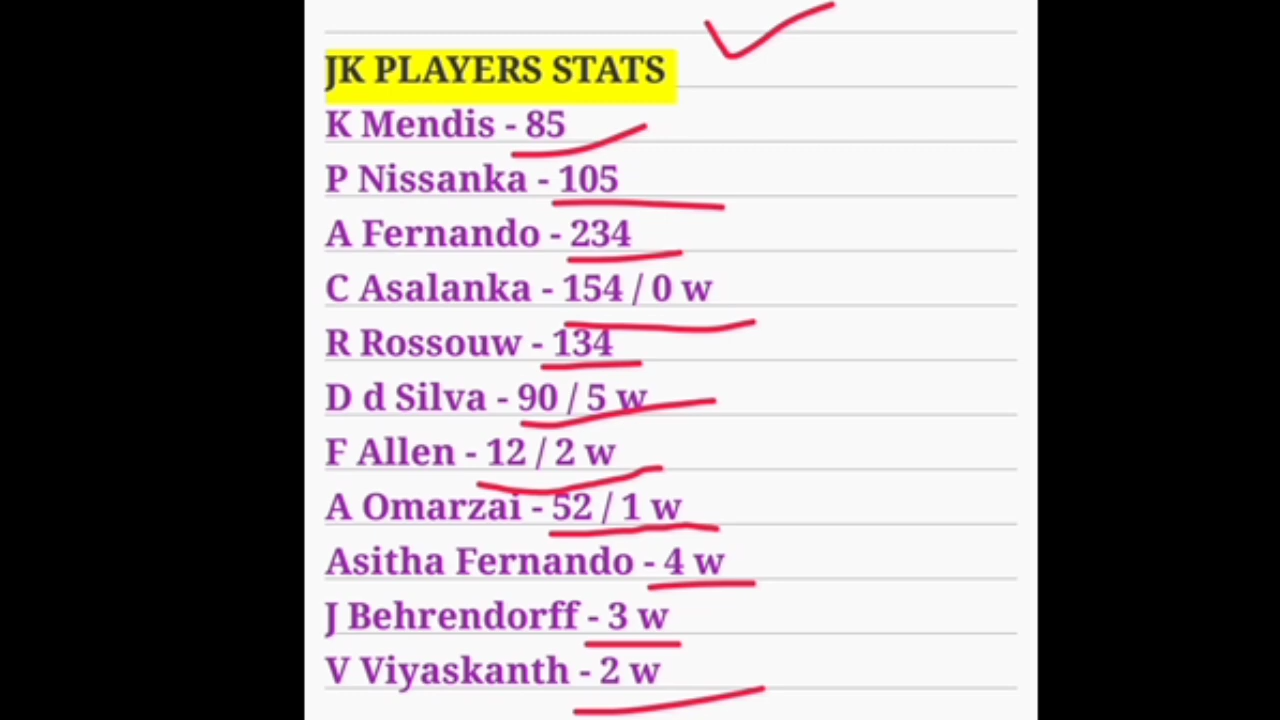 JK PLAYERS STATS
K Mendis - 85
P Nissanka - 105
A Fernando - 234
C Asalanka - 154 / 0 w
R Rossouw - 134
D d Silva - 90 / 5 w
F Allen - 12 / 2 w
A Omarzai - 52 / 1 w
Asitha Fernando - 4 w
J Behrendorff - 3 w
V Viyaskanth - 2 w